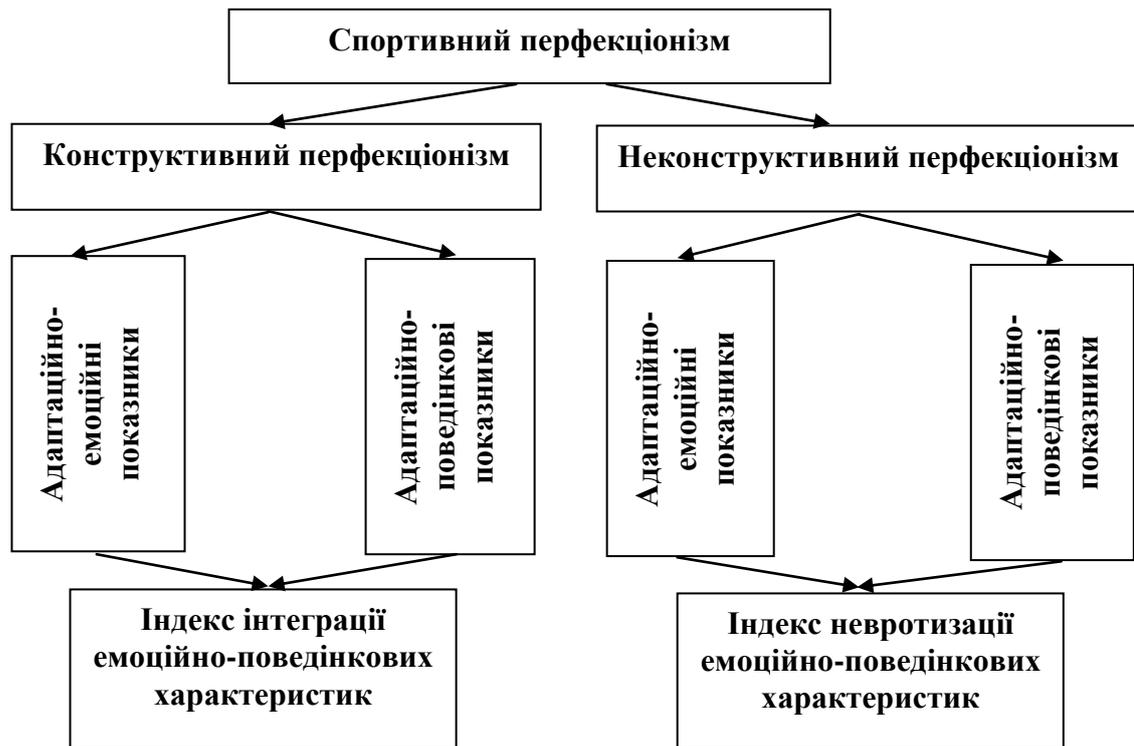 Спортивний перфекціонізм
Конструктивний перфекціонізм
Неконструктивний перфекціонізм
Адаптаційно-
емоційні
показники
Адаптаційно-
поведінкові
показники
Адаптаційно-
емоційні
показники
Адаптаційно-
поведінкові
показники
Індекс інтеграції
емоційно-поведінкових
характеристик
Індекс невротизації
емоційно-поведінкових
характеристик